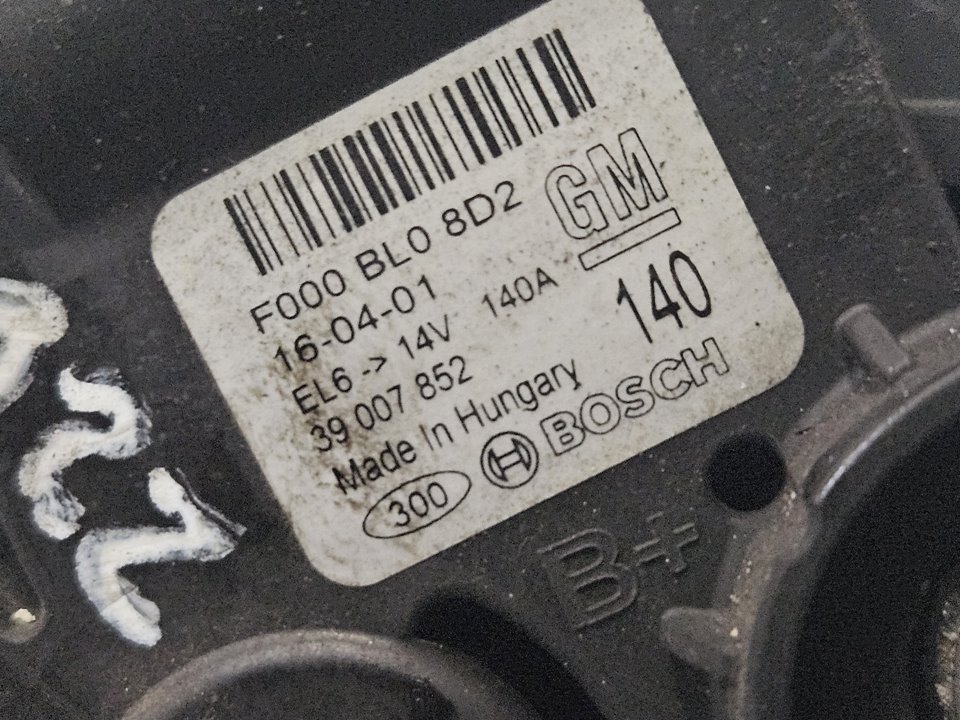 F000 BL0 8D2
GM
16-04-01
EL6 -> 14V 140A
140
39 007 852
Made In Hungary
300 BOSCH
B+